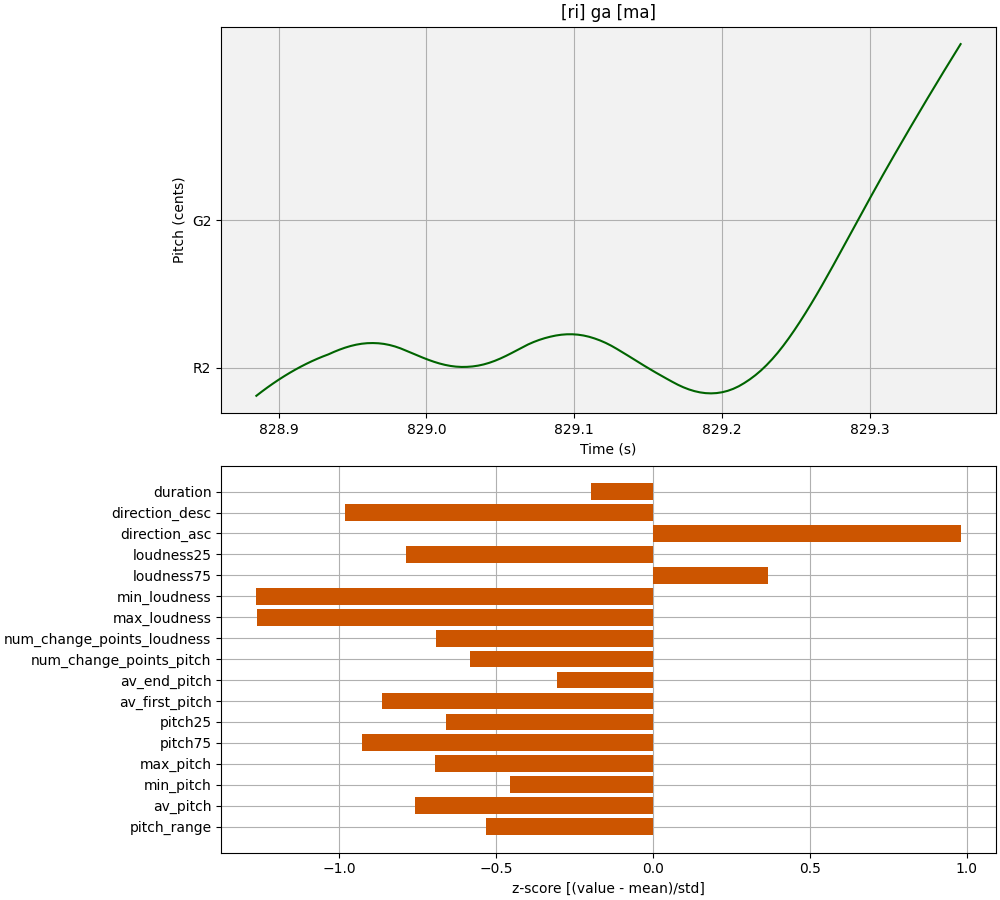 [ri] ga [ma]
Pitch (cents)
G2
R2
828.9 829.0 829.1 829.2 829.3
Time (s)
duration
direction_desc
direction_asc
loudness25
loudness75
min_loudness
max_loudness
num_change_points_loudness
num_change_points_pitch
av_end_pitch
av_first_pitch
pitch25
pitch75
max_pitch
min_pitch
av_pitch
pitch_range
−1.0 −0.5 0.0 0.5 1.0
z-score [(value - mean)/std]